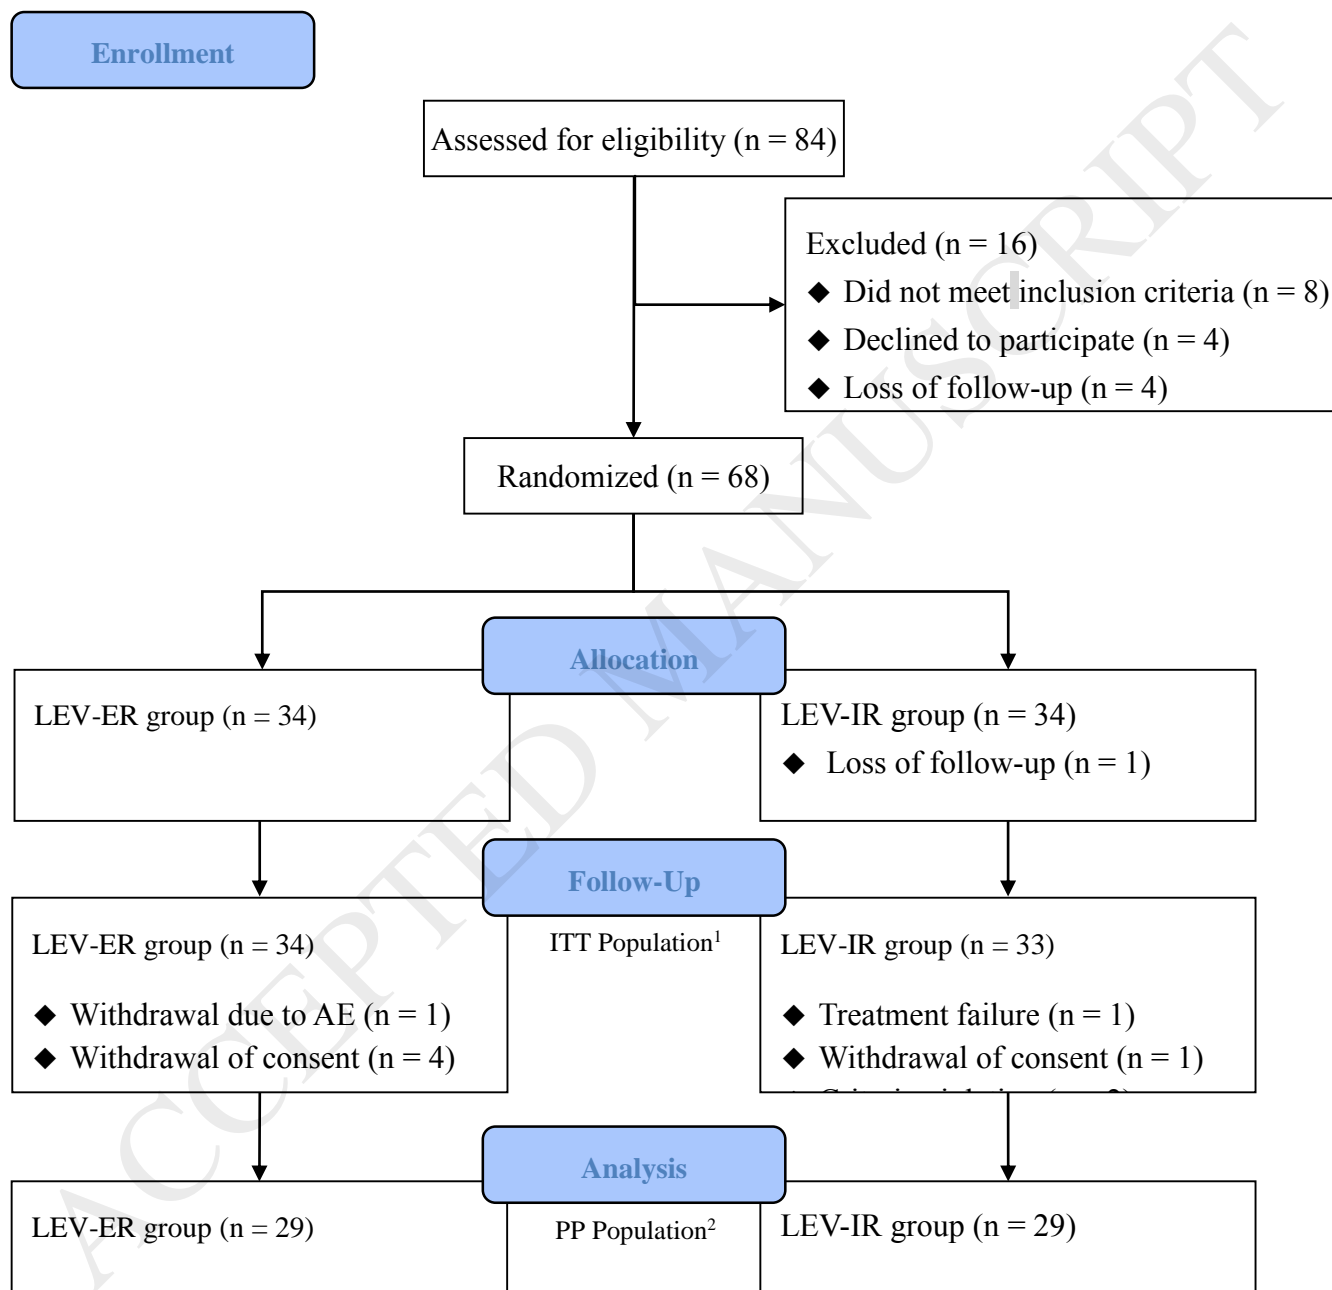 Enrollment
Assessed for eligibility (n = 84)
Excluded (n = 16)
◆ Did not meet inclusion criteria (n = 8)
◆ Declined to participate (n = 4)
◆ Loss of follow-up (n = 4)
Randomized (n = 68)
Allocation
LEV-ER group (n = 34)
LEV-IR group (n = 34)
◆ Loss of follow-up (n = 1)
Follow-Up
LEV-ER group (n = 34)
◆ Withdrawal due to AE (n = 1)
◆ Withdrawal of consent (n = 4)
ITT Population¹
LEV-IR group (n = 33)
◆ Treatment failure (n = 1)
◆ Withdrawal of consent (n = 1)
Analysis
LEV-ER group (n = 29)
PP Population²
LEV-IR group (n = 29)
ACCEPTED MANUSCRIPT